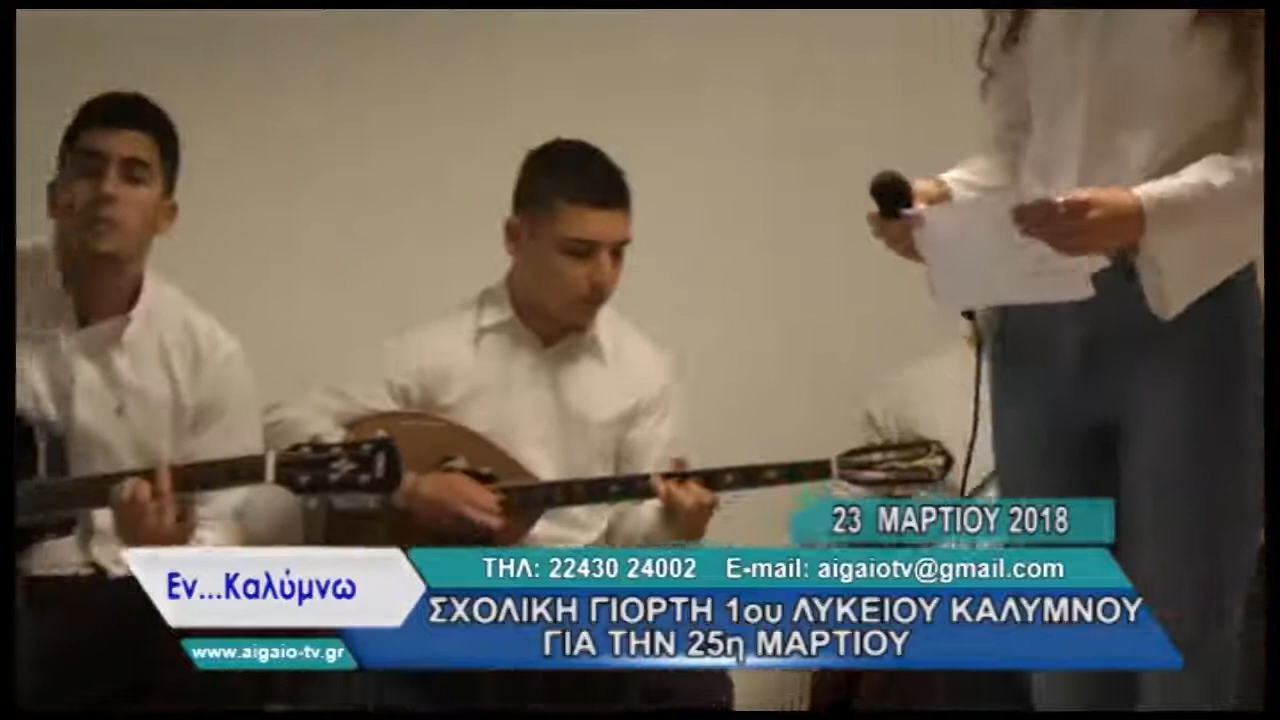 23 ΜΑΡΤΙΟΥ 2018
ΤΗΛ: 22430 24002 E-mail: aigaiotv@gmail.com
Εν...Καλύμνω
ΣΧΟΛΙΚΗ ΓΙΟΡΤΗ 1ου ΛΥΚΕΙΟΥ ΚΑΛΥΜΝΟΥ
ΓΙΑ ΤΗΝ 25η ΜΑΡΤΙΟΥ
www.aigaio-tv.gr